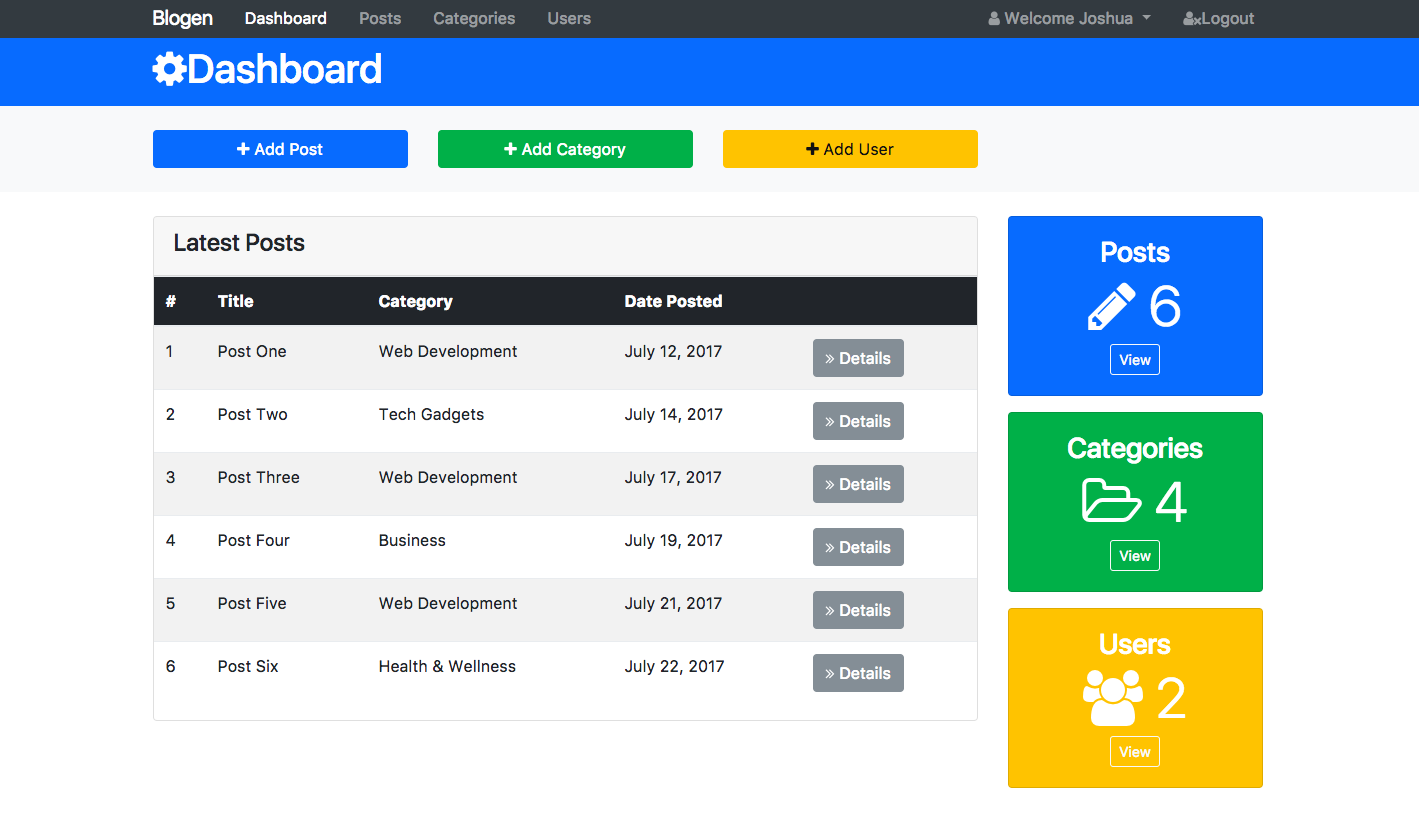 Blogen Dashboard Posts Categories Users Welcome Joshua Logout
Dashboard
Add Post Add Category Add User
Latest Posts
# Title Category Date Posted
1 Post One Web Development July 12, 2017 » Details
2 Post Two Tech Gadgets July 14, 2017 » Details
3 Post Three Web Development July 17, 2017 » Details
4 Post Four Business July 19, 2017 » Details
5 Post Five Web Development July 21, 2017 » Details
6 Post Six Health & Wellness July 22, 2017 » Details
Posts
6
View
Categories
4
View
Users
2
View